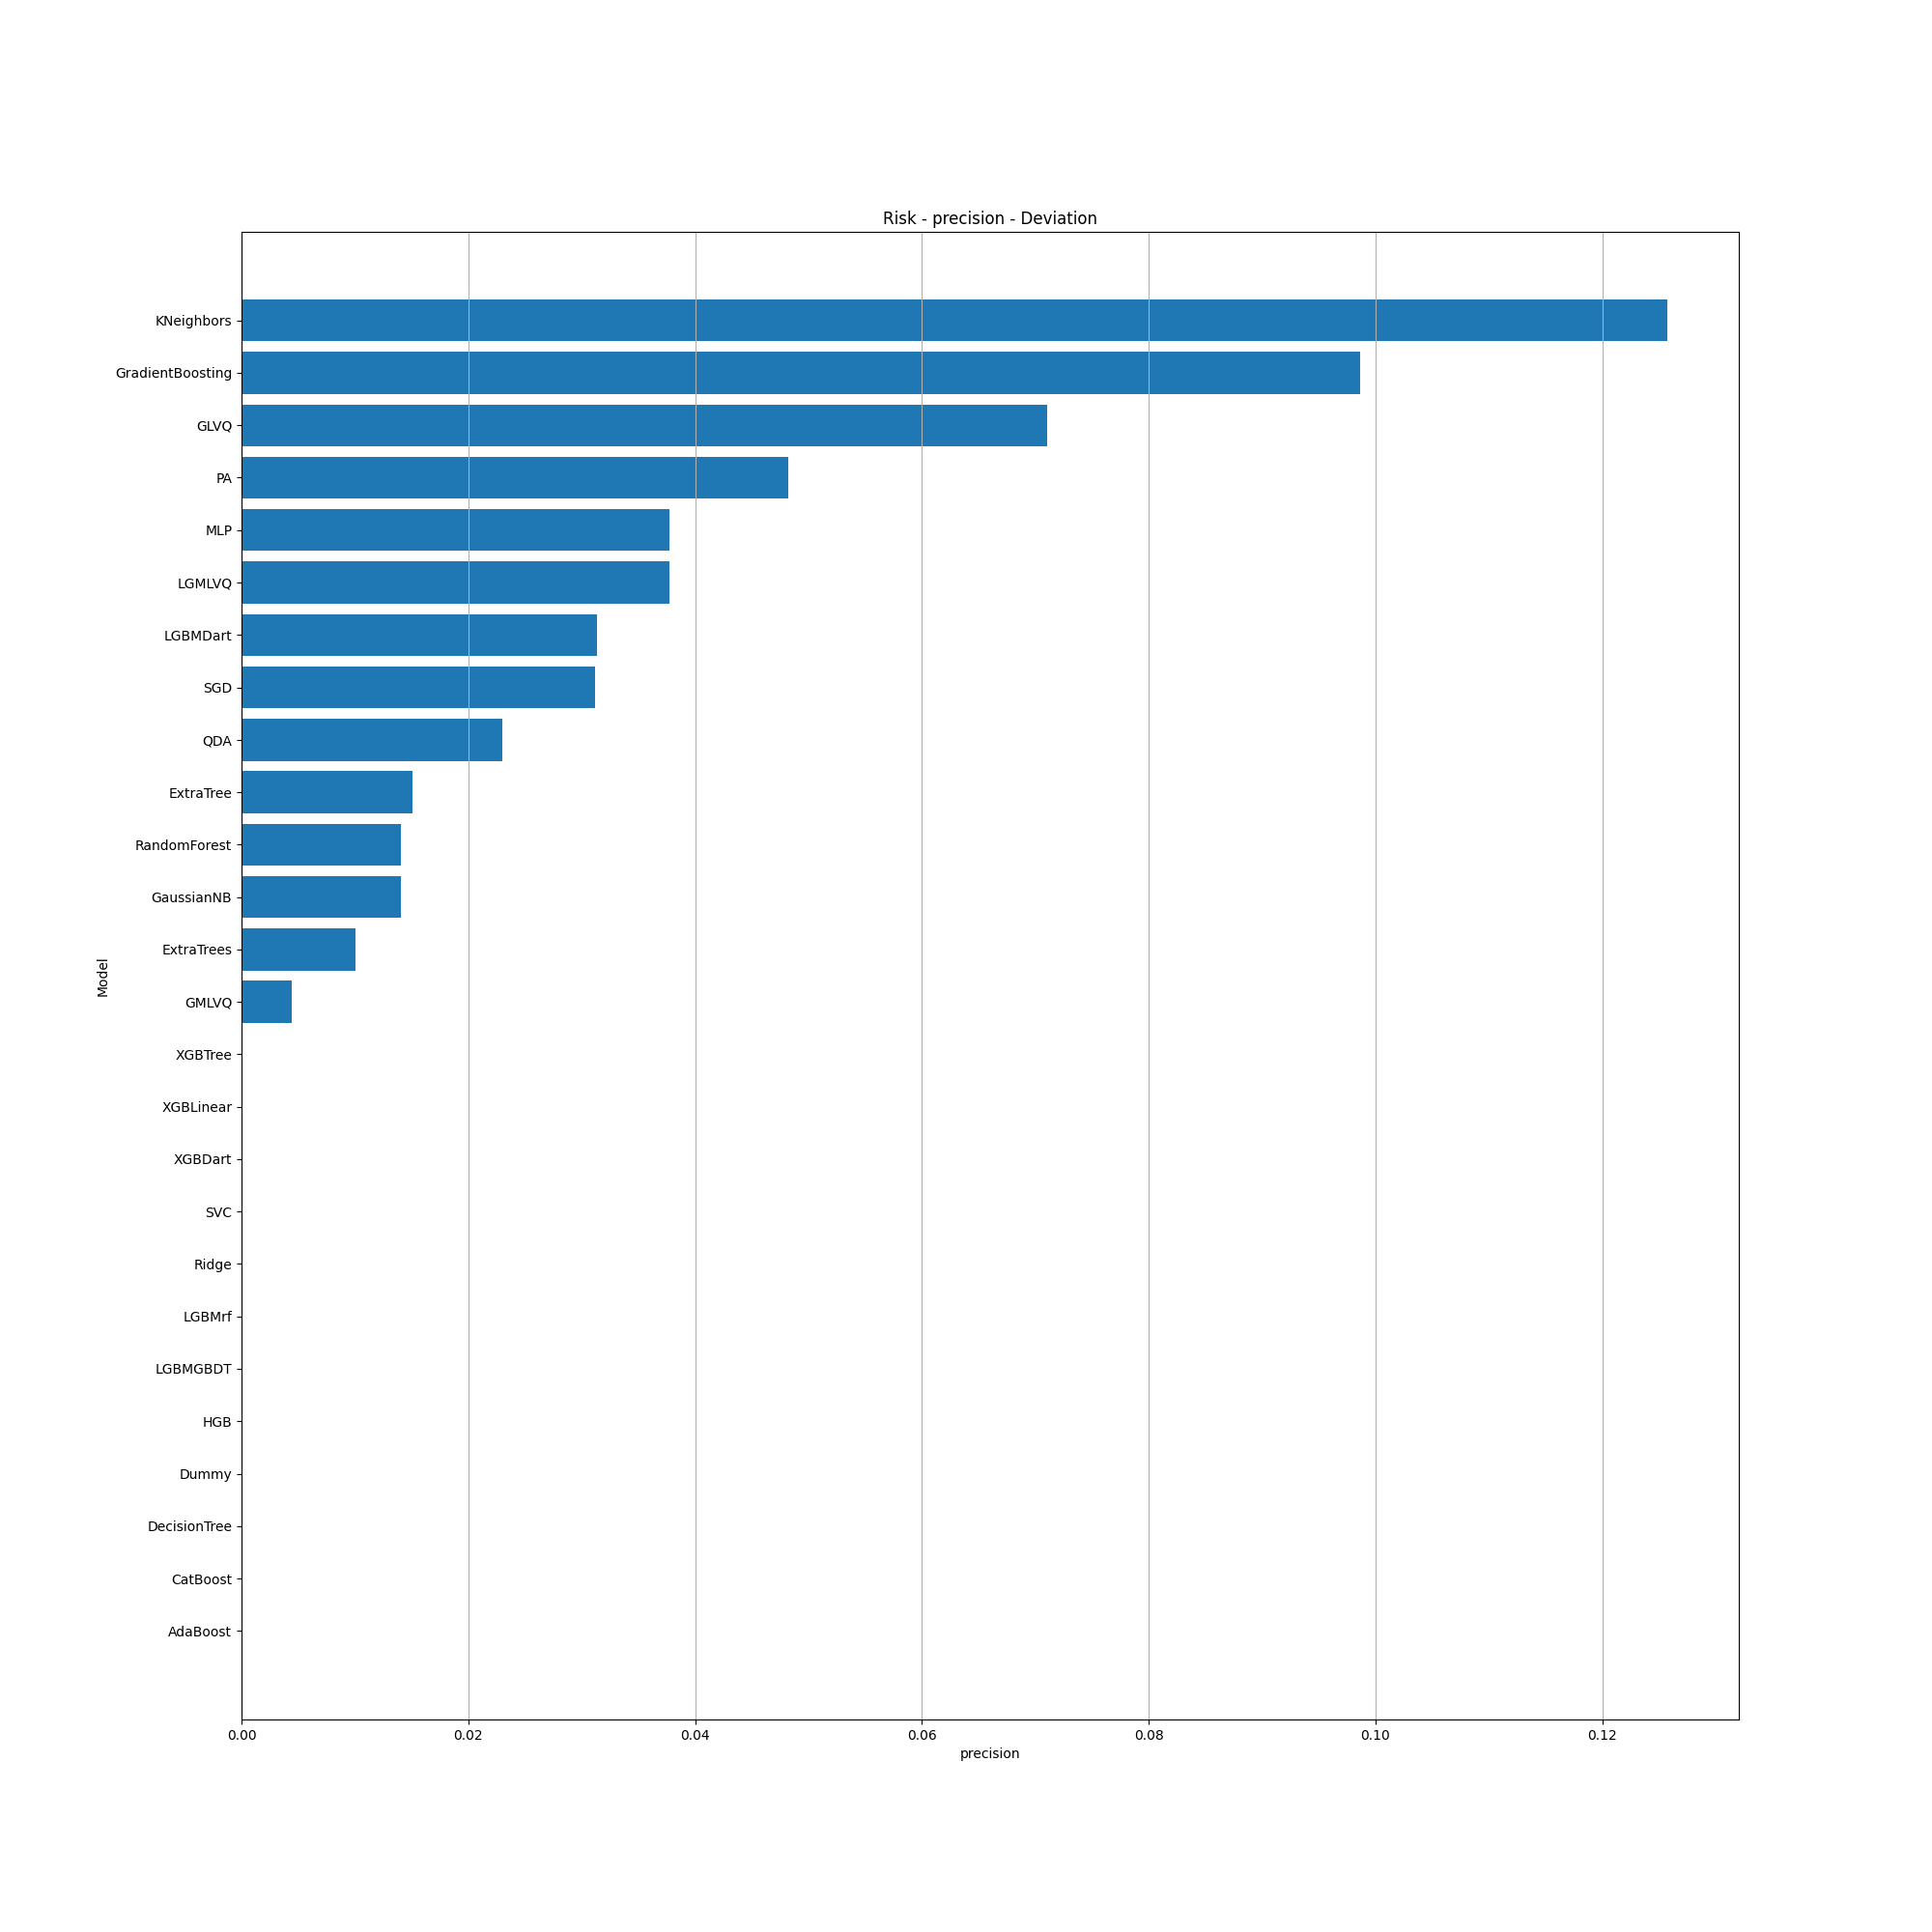 Risk - precision - Deviation
KNeighbors
GradientBoosting
GLVQ
PA
MLP
LGMLVQ
LGBMDart
SGD
QDA
ExtraTree
RandomForest
GaussianNB
ExtraTrees
Model
GMLVQ
XGBTree
XGBLinear
XGBDart
SVC
Ridge
LGBMrf
LGBMGBDT
HGB
Dummy
DecisionTree
CatBoost
AdaBoost
0.00 0.02 0.04 0.06 0.08 0.10 0.12
precision